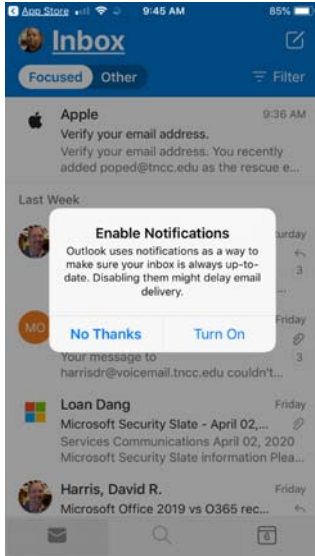 App Store 9:45 AM 85%
Inbox
Focused Other Filter
Apple 9:36 AM
Verify your email address.
Verify your email address. You recently
added poped@tncc.edu as the rescue e...
Last Week
Enable Notifications
Outlook uses notifications as a way to
make sure your inbox is always up-to-
date. Disabling them might delay email
delivery.
No Thanks Turn On
urday
3
...
MO
Friday
Your message to 3
harrisdr@voicemail.tncc.edu couldn't...
Loan Dang Friday
Microsoft Security Slate - April 02,...
Services Communications April 02, 2020
Microsoft Security Slate information Plea...
Harris, David R. Friday
Microsoft Office 2019 vs O365 rec...
6